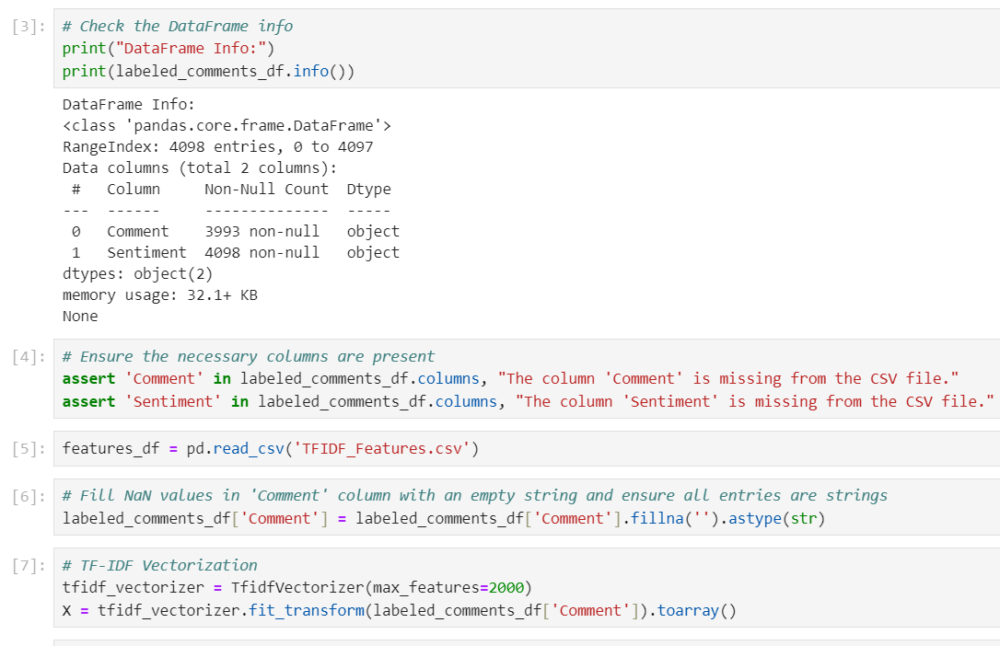 [3]: # Check the DataFrame info
print("DataFrame Info:")
print(labeled_comments_df.info())
DataFrame Info:
<class 'pandas.core.frame.DataFrame'>
RangeIndex: 4098 entries, 0 to 4097
Data columns (total 2 columns):
 #   Column     Non-Null Count  Dtype
---  ------     --------------  -----
 0   Comment    3993 non-null   object
 1   Sentiment  4098 non-null   object
dtypes: object(2)
memory usage: 32.1+ KB
None
[4]: # Ensure the necessary columns are present
assert 'Comment' in labeled_comments_df.columns, "The column 'Comment' is missing from the CSV file."
assert 'Sentiment' in labeled_comments_df.columns, "The column 'Sentiment' is missing from the CSV file."
[5]: features_df = pd.read_csv('TFIDF_Features.csv')
[6]: # Fill NaN values in 'Comment' column with an empty string and ensure all entries are strings
labeled_comments_df['Comment'] = labeled_comments_df['Comment'].fillna('').astype(str)
[7]: # TF-IDF Vectorization
tfidf_vectorizer = TfidfVectorizer(max_features=2000)
X = tfidf_vectorizer.fit_transform(labeled_comments_df['Comment']).toarray()